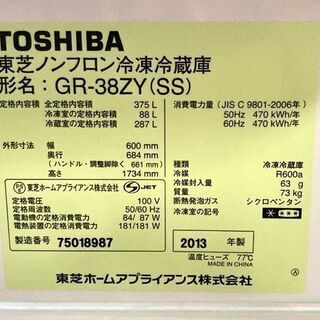 TOSHIBA
東芝ノンフロン冷凍冷蔵庫
形名：GR-38ZY(SS)
定格内容積 全定格内容積 375 L
冷凍室の定格内容積 88 L
冷蔵室の定格内容積 287 L
消費電力量 (JIS C 9801-2006年)
50Hz 470 kWh/年
60Hz 470 kWh/年
外形寸法 幅 600 mm
奥行 684 mm
(ハンドル・調整脚除く 661 mm)
高さ 1734 mm
種類 冷凍冷蔵庫
冷媒 R600a
冷媒封入量 63 g
質量 73 kg
断熱発泡ガス シクロペンタン
冷凍室の記号
東芝ホームアプライアンス株式会社 JET
定格電圧 100 V
定格周波数 50/60 Hz
電動機の定格消費電力 84/ 87 W
電熱装置の定格消費電力 181/181 W
製造番号 75018987
2013 年製
温度ヒューズ 77℃
MADE IN CHINA
東芝ホームアプライアンス株式会社
A